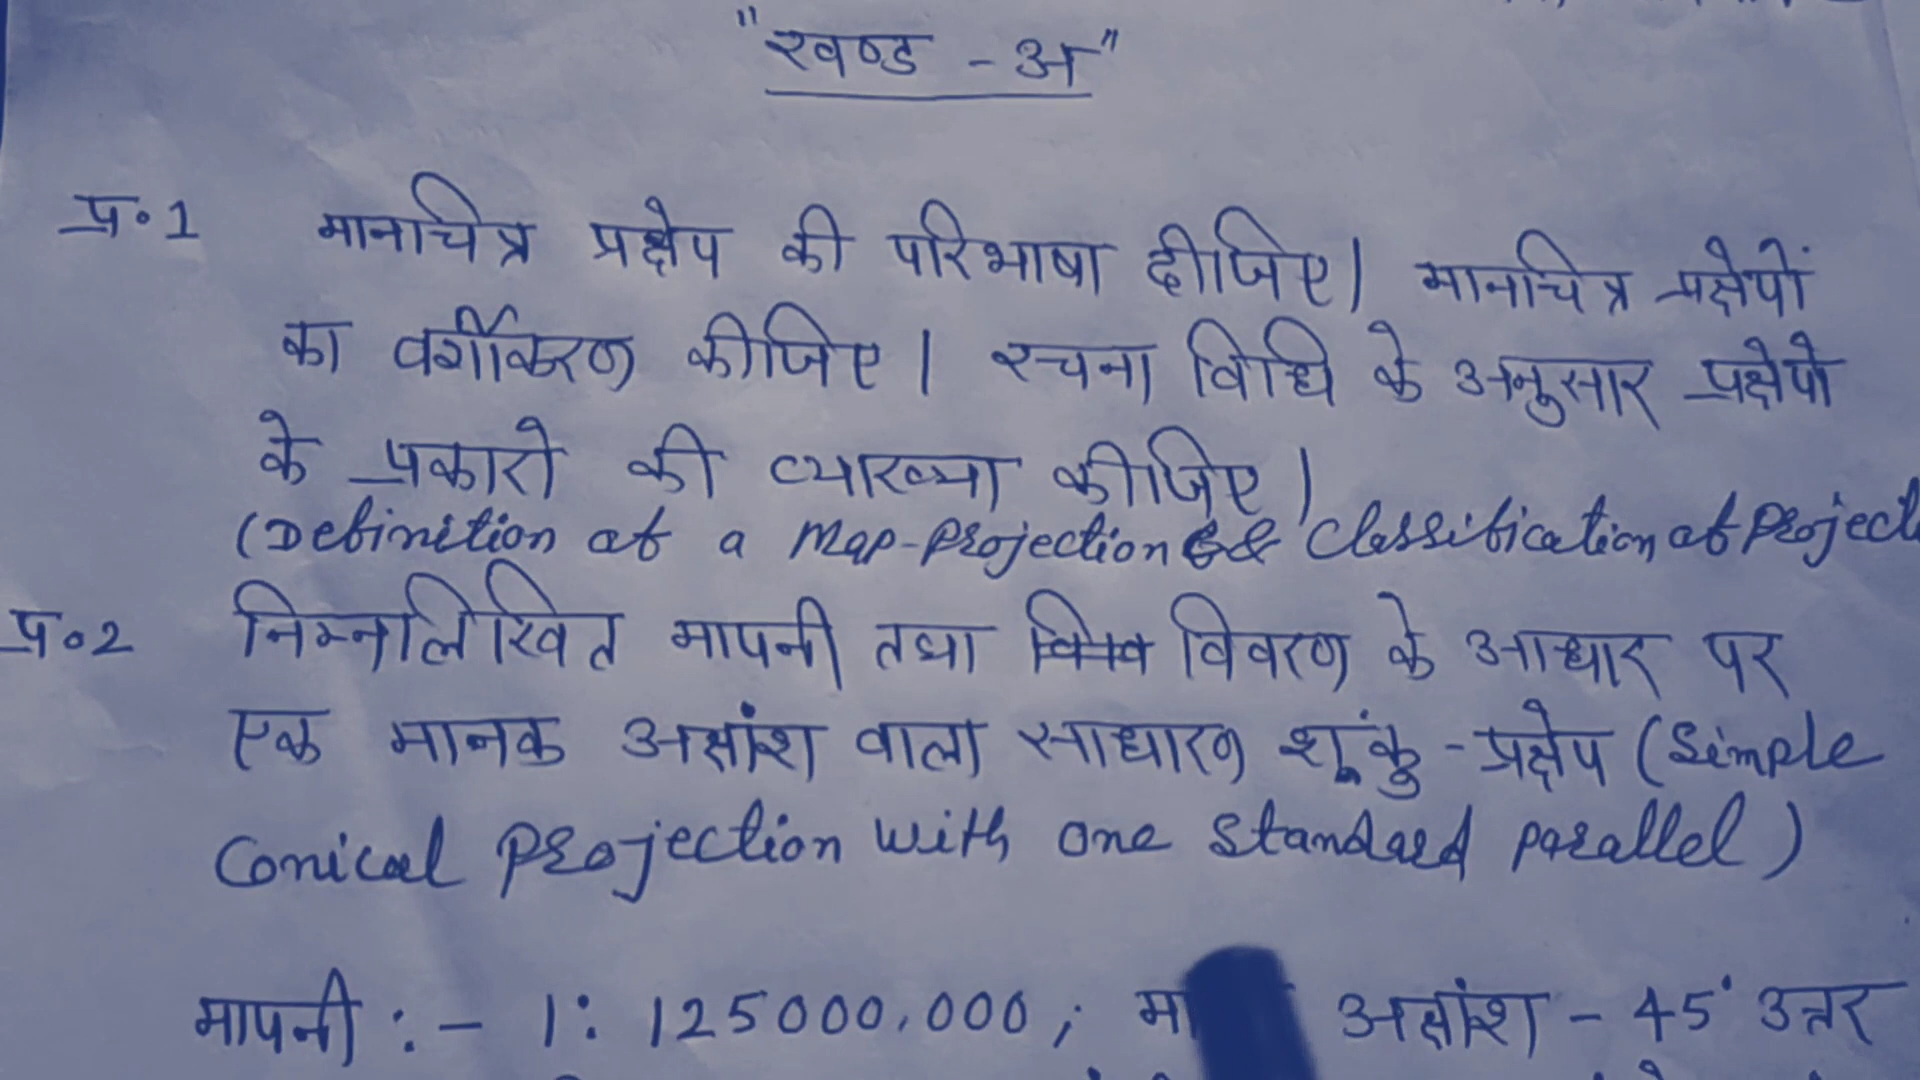 "खण्ड - अ"
प्र॰1 मानचित्र प्रक्षेप की परिभाषा दीजिए। मानचित्र प्रक्षेपों
का वर्गीकरण कीजिए। रचना विधि के अनुसार प्रक्षेपो
के प्रकारो की व्याख्या कीजिए।
(Definition of a Map-Projection & Classification of Project
प्र॰2 निम्नलिखित मापनी तथा विवरण के आधार पर
एक मानक अक्षांश वाला साधारण शंकु-प्रक्षेप (Simple
Conical Projection with one Standard parallel)
मापनी :- 1: 125000,000; मा अक्षांश - 45° उत्तर